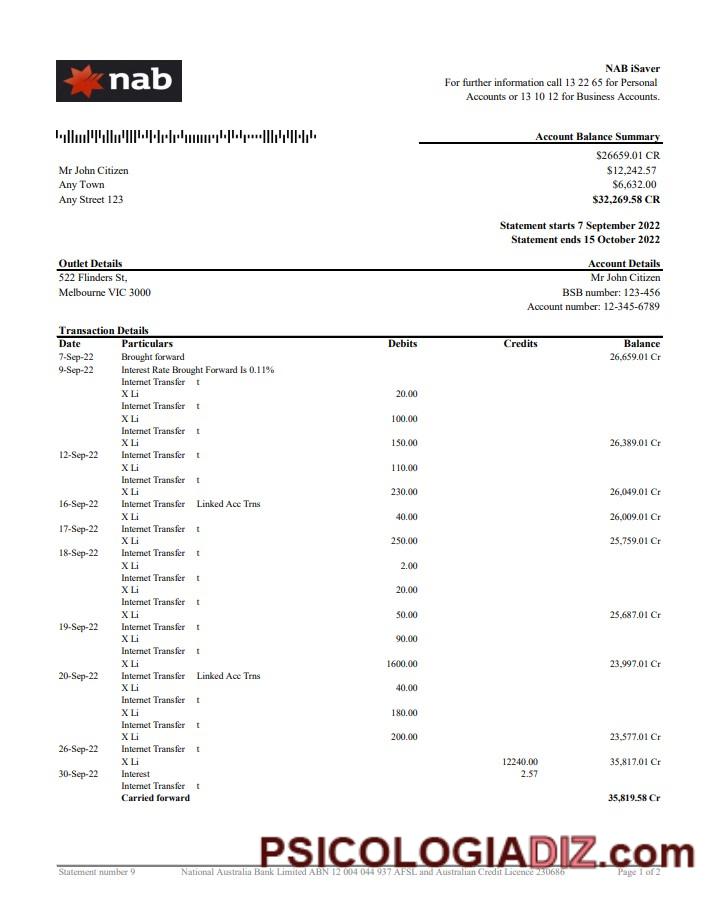 nab
NAB iSaver
For further information call 13 22 65 for Personal
Accounts or 13 10 12 for Business Accounts.
Account Balance Summary
$26659.01 CR
Mr John Citizen $12,242.57
Any Town $6,632.00
Any Street 123 $32,269.58 CR
Statement starts 7 September 2022
Statement ends 15 October 2022
Outlet Details Account Details
522 Flinders St, Mr John Citizen
Melbourne VIC 3000 BSB number: 123-456
Account number: 12-345-6789
Transaction Details
Date Particulars Debits Credits Balance
7-Sep-22 Brought forward 26,659.01 Cr
9-Sep-22 Interest Rate Brought Forward Is 0.11%
Internet Transfer t
X Li 20.00
Internet Transfer t
X Li 100.00
Internet Transfer t
X Li 150.00 26,389.01 Cr
12-Sep-22 Internet Transfer t
X Li 110.00
Internet Transfer t
X Li 230.00 26,049.01 Cr
16-Sep-22 Internet Transfer Linked Acc Trns
X Li 40.00 26,009.01 Cr
17-Sep-22 Internet Transfer t
X Li 250.00 25,759.01 Cr
18-Sep-22 Internet Transfer t
X Li 2.00
Internet Transfer t
X Li 20.00
Internet Transfer t
X Li 50.00 25,687.01 Cr
19-Sep-22 Internet Transfer t
X Li 90.00
Internet Transfer t
X Li 1600.00 23,997.01 Cr
20-Sep-22 Internet Transfer Linked Acc Trns
X Li 40.00
Internet Transfer t
X Li 180.00
Internet Transfer t
X Li 200.00 23,577.01 Cr
26-Sep-22 Internet Transfer t
X Li 12240.00 35,817.01 Cr
30-Sep-22 Interest 2.57
Internet Transfer t
Carried forward 35,819.58 Cr
PSICOLOGIADIZ.com
Statement number 9 National Australia Bank Limited ABN 12 004 044 937 AFSL and Australian Credit Licence 230686 Page 1 of 2